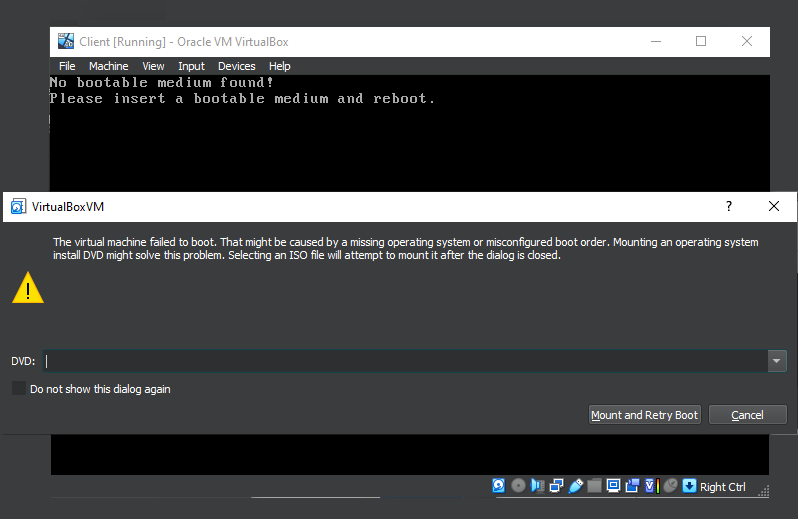 Client [Running] - Oracle VM VirtualBox
File Machine View Input Devices Help
No bootable medium found!
Please insert a bootable medium and reboot.
VirtualBoxVM
?
The virtual machine failed to boot. That might be caused by a missing operating system or misconfigured boot order. Mounting an operating system
install DVD might solve this problem. Selecting an ISO file will attempt to mount it after the dialog is closed.
DVD:
Do not show this dialog again
Mount and Retry Boot Cancel
Right Ctrl